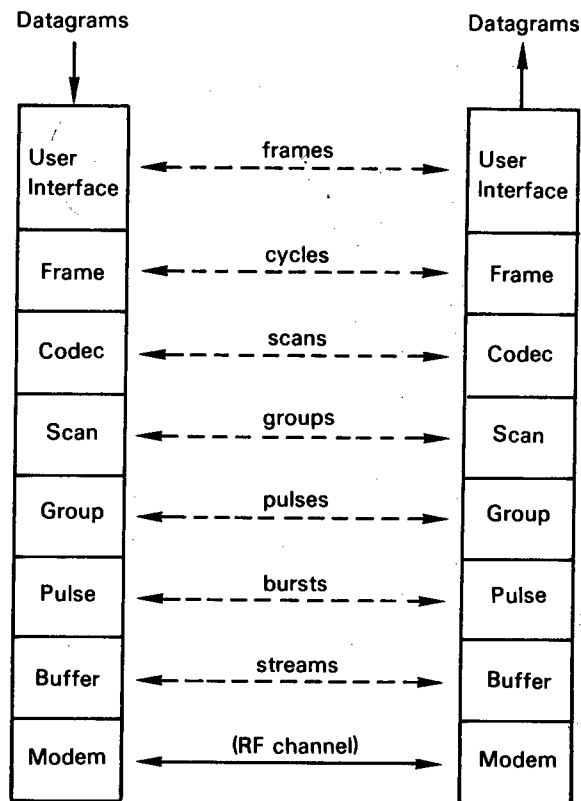 Datagrams Datagrams
User
Interface
frames
User
Interface
Frame cycles Frame
Codec scans Codec
Scan groups Scan
Group pulses Group
Pulse bursts Pulse
Buffer streams Buffer
Modem (RF channel) Modem